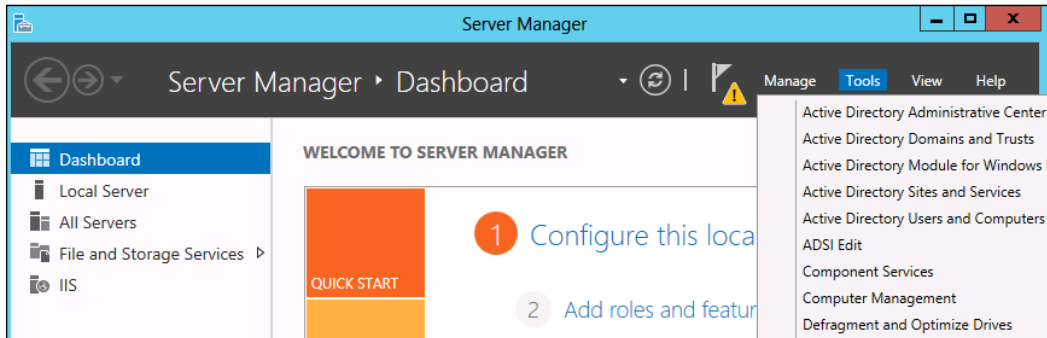 Server Manager
Server Manager ‣ Dashboard
Manage Tools View Help
Dashboard
Local Server
All Servers
File and Storage Services
IIS
WELCOME TO SERVER MANAGER
QUICK START
1 Configure this loca
2 Add roles and featur
Active Directory Administrative Center
Active Directory Domains and Trusts
Active Directory Module for Windows
Active Directory Sites and Services
Active Directory Users and Computers
ADSI Edit
Component Services
Computer Management
Defragment and Optimize Drives